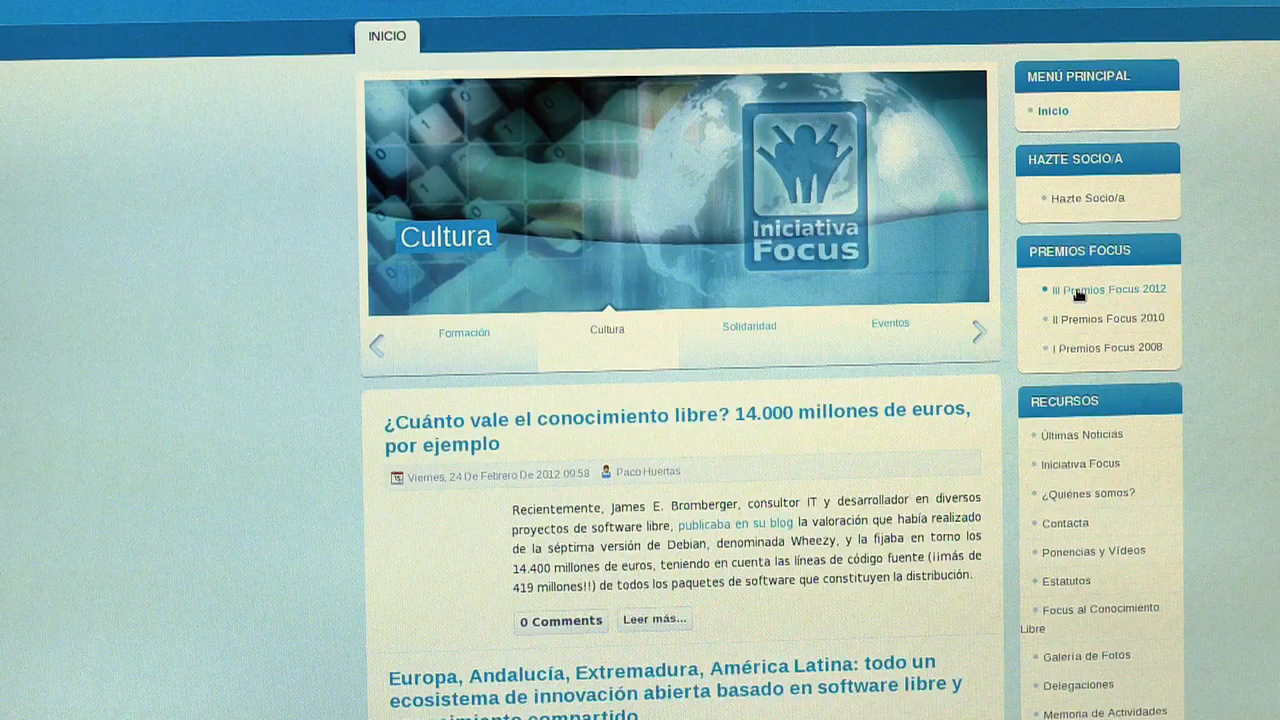 INICIO
Cultura
Iniciativa
Focus
Formación
Cultura
Solidaridad
Eventos
¿Cuánto vale el conocimiento libre? 14.000 millones de euros,
por ejemplo
Viernes, 24 De Febrero De 2012 09:58
Paco Huertas
Recientemente, James E. Bromberger, consultor IT y desarrollador en diversos
proyectos de software libre, publicaba en su blog la valoración que había realizado
de la séptima versión de Debian, denominada Wheezy, y la fijaba en torno los
14.400 millones de euros, teniendo en cuenta las líneas de código fuente (¡¡más de
419 millones!!) de todos los paquetes de software que constituyen la distribución.
0 Comments
Leer más...
Europa, Andalucía, Extremadura, América Latina: todo un
ecosistema de innovación abierta basado en software libre y
conocimiento compartido
MENÚ PRINCIPAL
Inicio
HAZTE SOCIO/A
Hazte Socio/a
PREMIOS FOCUS
III Premios Focus 2012
II Premios Focus 2010
I Premios Focus 2008
RECURSOS
Últimas Noticias
Iniciativa Focus
¿Quiénes somos?
Contacta
Ponencias y Vídeos
Estatutos
Focus al Conocimiento
Libre
Galería de Fotos
Delegaciones
Memoria de Actividades